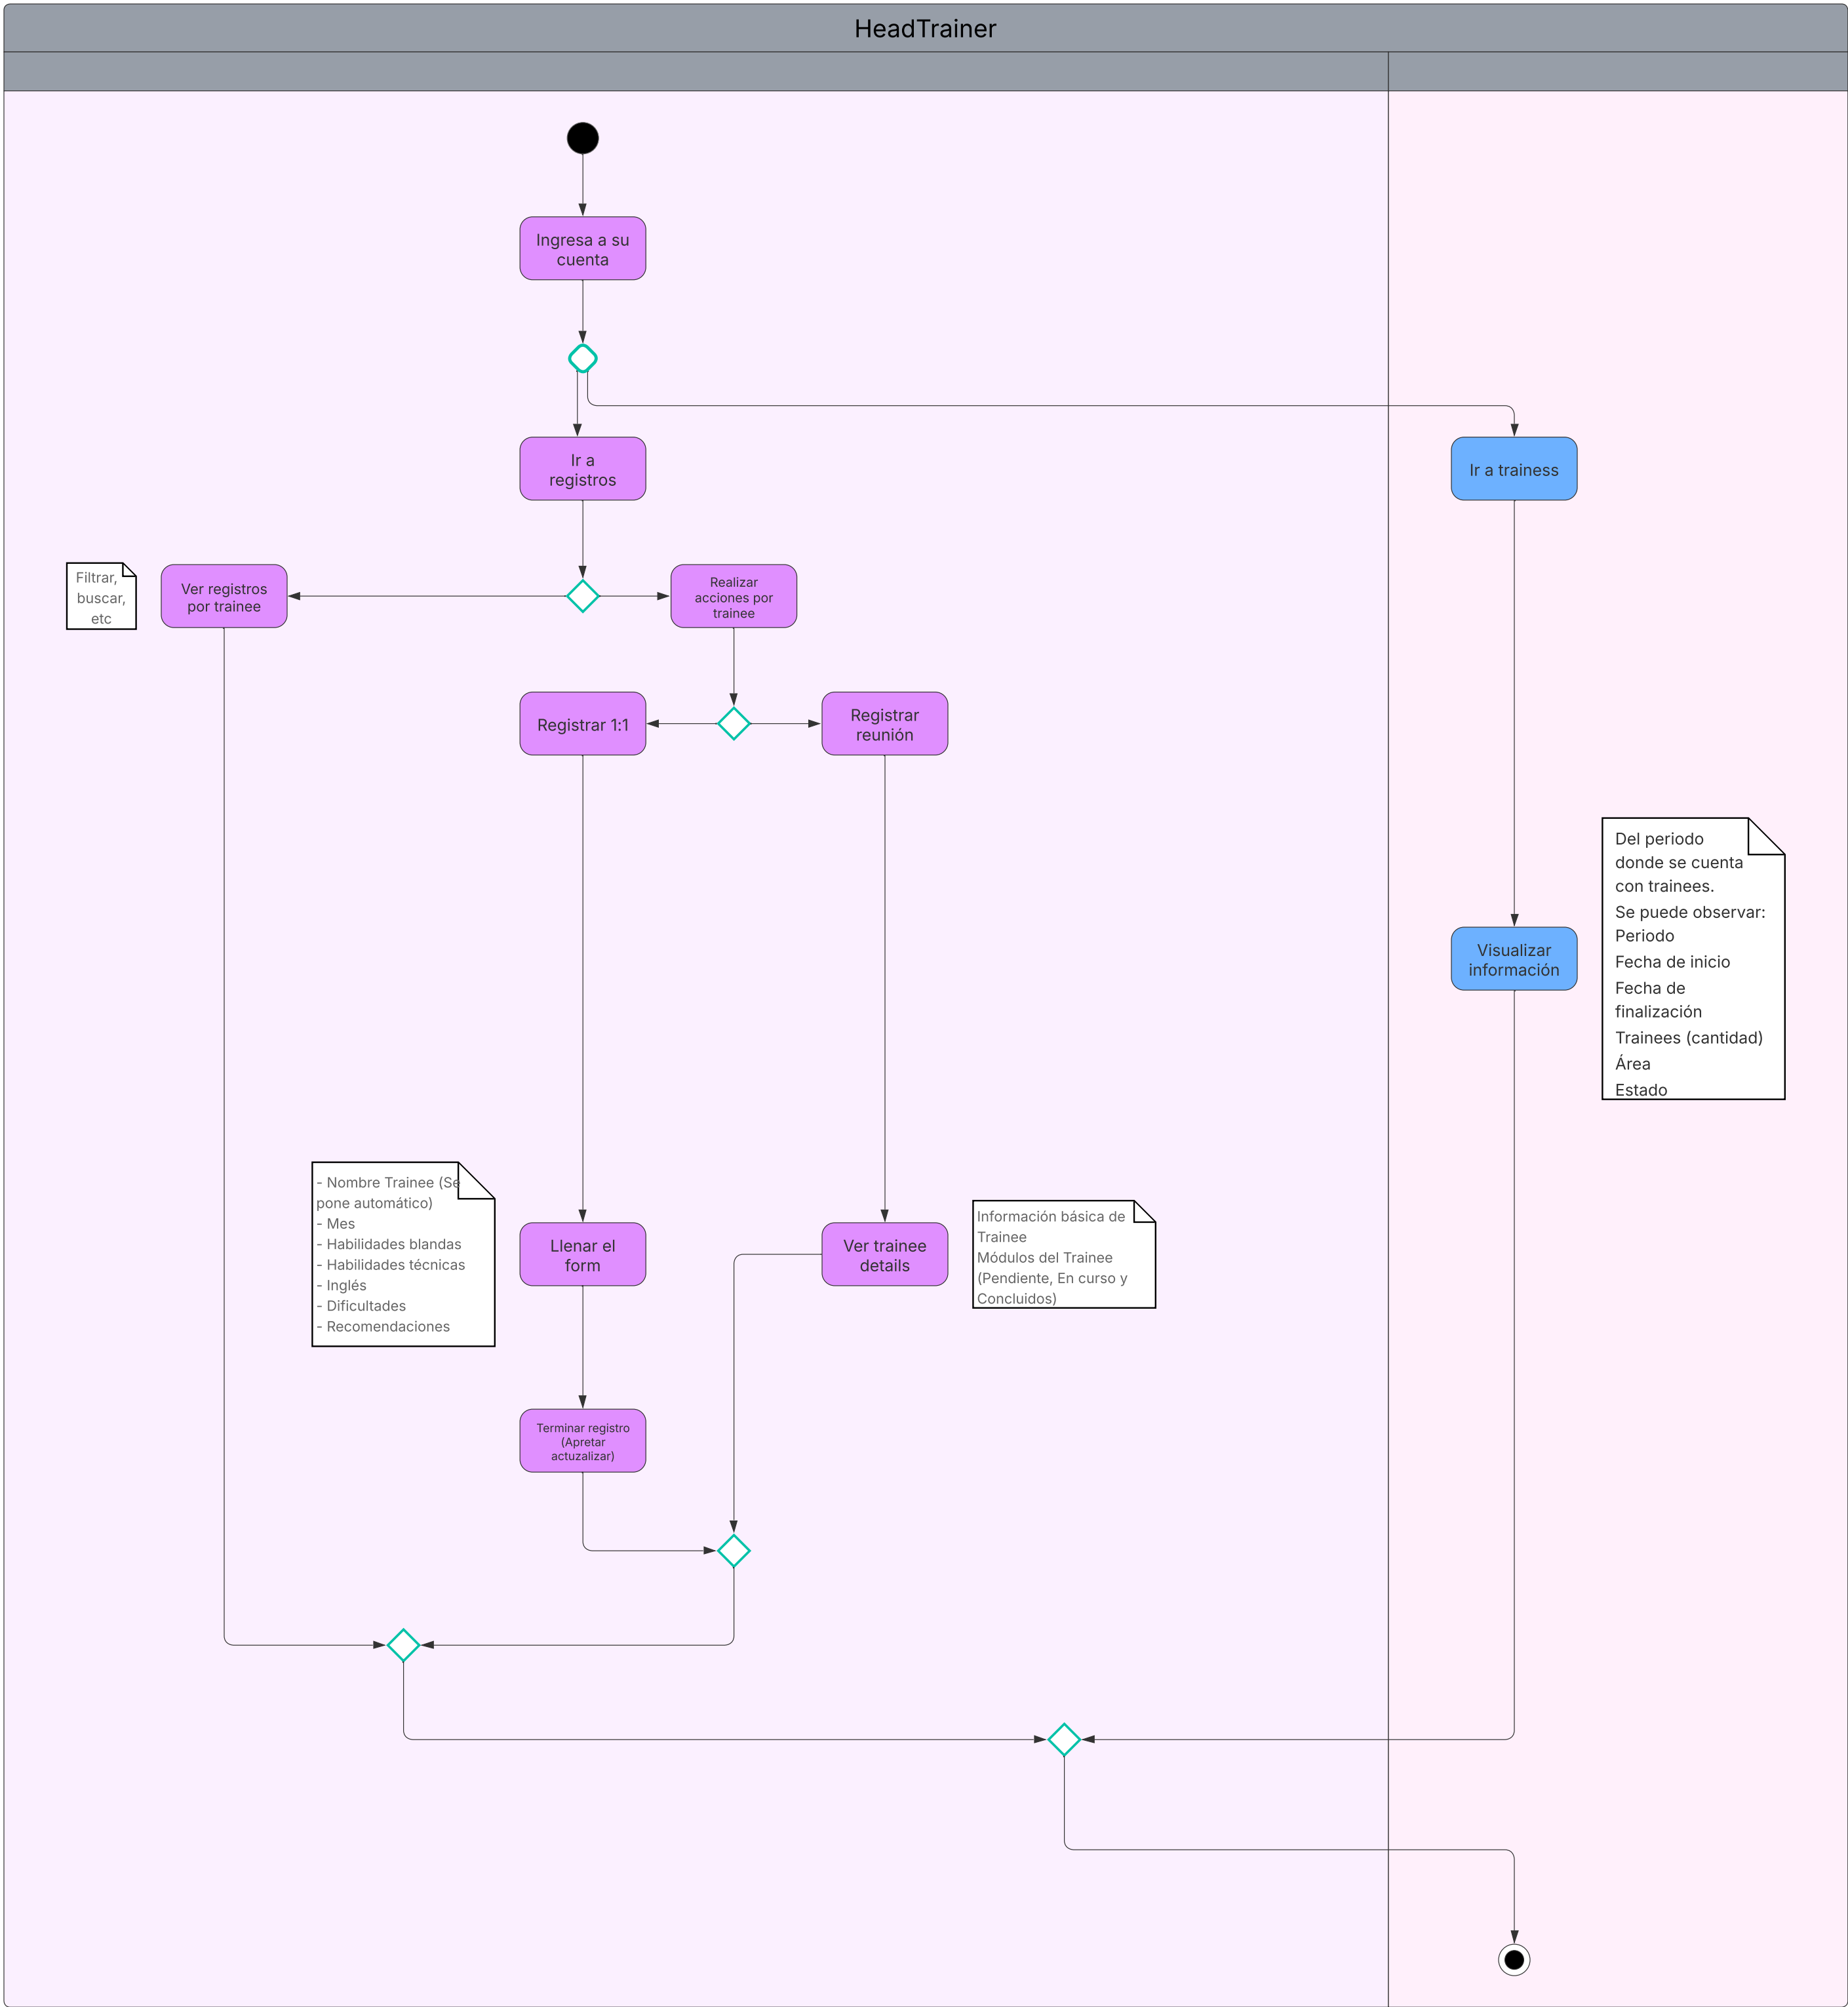 HeadTrainer
Ingresa a su
cuenta
Ir a
registros
Ir a trainess
Filtrar,
buscar,
etc
Ver registros
por trainee
Realizar
acciones por
trainee
Registrar 1:1
Registrar
reunión
Del periodo
donde se cuenta
con trainees.
Se puede observar:
Periodo
Fecha de inicio
Fecha de
finalización
Trainees (cantidad)
Área
Estado
Visualizar
información
- Nombre Trainee (Se
pone automático)
- Mes
- Habilidades blandas
- Habilidades técnicas
- Inglés
- Dificultades
- Recomendaciones
Llenar el
form
Ver trainee
details
Información básica de
Trainee
Módulos del Trainee
(Pendiente, En curso y
Concluidos)
Terminar registro
(Apretar
actuzalizar)